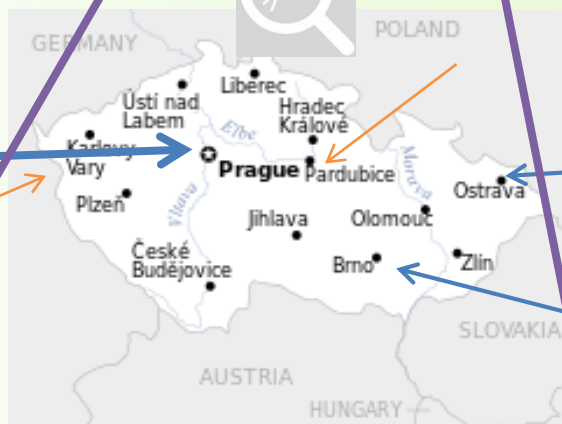 GERMANY
POLAND
Liberec
Ústí nad
Labem
Hradec
Králové
Elbe
Karlovy
Vary
Prague
Pardubice
Morava
Ostrava
Plzeň
Vltava
Jihlava
Olomouc
České
Budějovice
Brno
Zlín
SLOVAKIA
AUSTRIA
HUNGARY